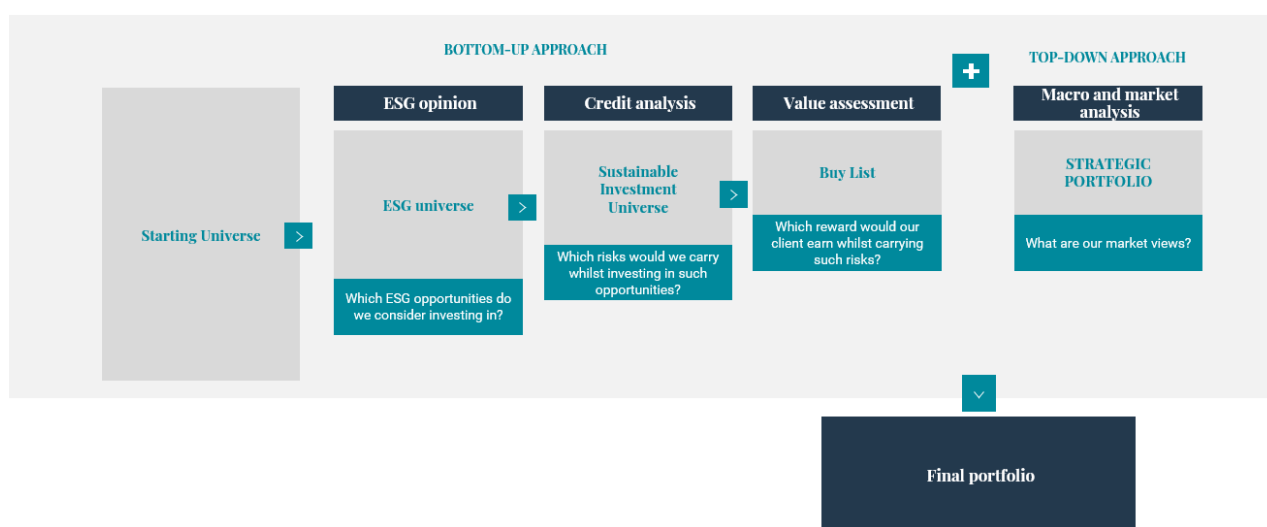 BOTTOM-UP APPROACH
TOP-DOWN APPROACH
ESG opinion
Credit analysis
Value assessment
Macro and market
analysis
Starting Universe
ESG universe
Which ESG opportunities do
we consider investing in?
Sustainable
Investment
Universe
Which risks would we carry
whilst investing in such
opportunities?
Buy List
Which reward would our
client earn whilst carrying
such risks?
STRATEGIC
PORTFOLIO
What are our market views?
Final portfolio